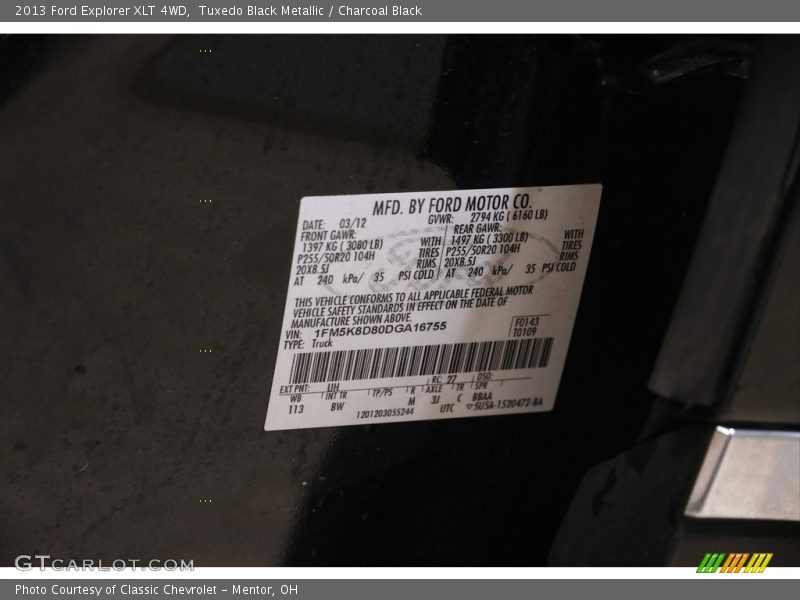 2013 Ford Explorer XLT 4WD, Tuxedo Black Metallic / Charcoal Black
MFD. BY FORD MOTOR CO.
DATE: 03/12 GVWR: 2794 KG ( 6160 LB)
FRONT GAWR: REAR GAWR:
1397 KG ( 3080 LB) WITH 1497 KG ( 3300 LB) WITH
P255/50R20 104H TIRES P255/50R20 104H TIRES
20X8.5J RIMS 20X8.5J RIMS
AT 240 kPa/ 35 PSI COLD AT 240 kPa/ 35 PSI COLD
THIS VEHICLE CONFORMS TO ALL APPLICABLE FEDERAL MOTOR
VEHICLE SAFETY STANDARDS IN EFFECT ON THE DATE OF
MANUFACTURE SHOWN ABOVE.
VIN: 1FM5K8D80DGA16755 F0143
TYPE: Truck T0109
EXT PNT: UH RC: 27 DSO:
WB INT TR TP/PS R AXLE TR SPR
113 BW M 3J C BBAA
1201203055244 UTC ▽5USA-1520472-BA
GTCARLOT.COM
Photo Courtesy of Classic Chevrolet - Mentor, OH